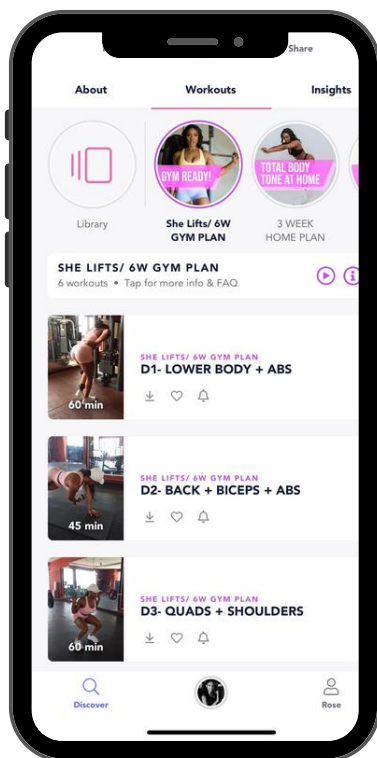 Share
About Workouts Insights
GYM READY!
TOTAL BODY
TONE AT HOME
Library
She Lifts/ 6W
GYM PLAN
3 WEEK
HOME PLAN
SHE LIFTS/ 6W GYM PLAN
6 workouts • Tap for more info & FAQ
SHE LIFTS/ 6W GYM PLAN
D1- LOWER BODY + ABS
60 min
SHE LIFTS/ 6W GYM PLAN
D2- BACK + BICEPS + ABS
45 min
SHE LIFTS/ 6W GYM PLAN
D3- QUADS + SHOULDERS
60 min
Discover
Rose